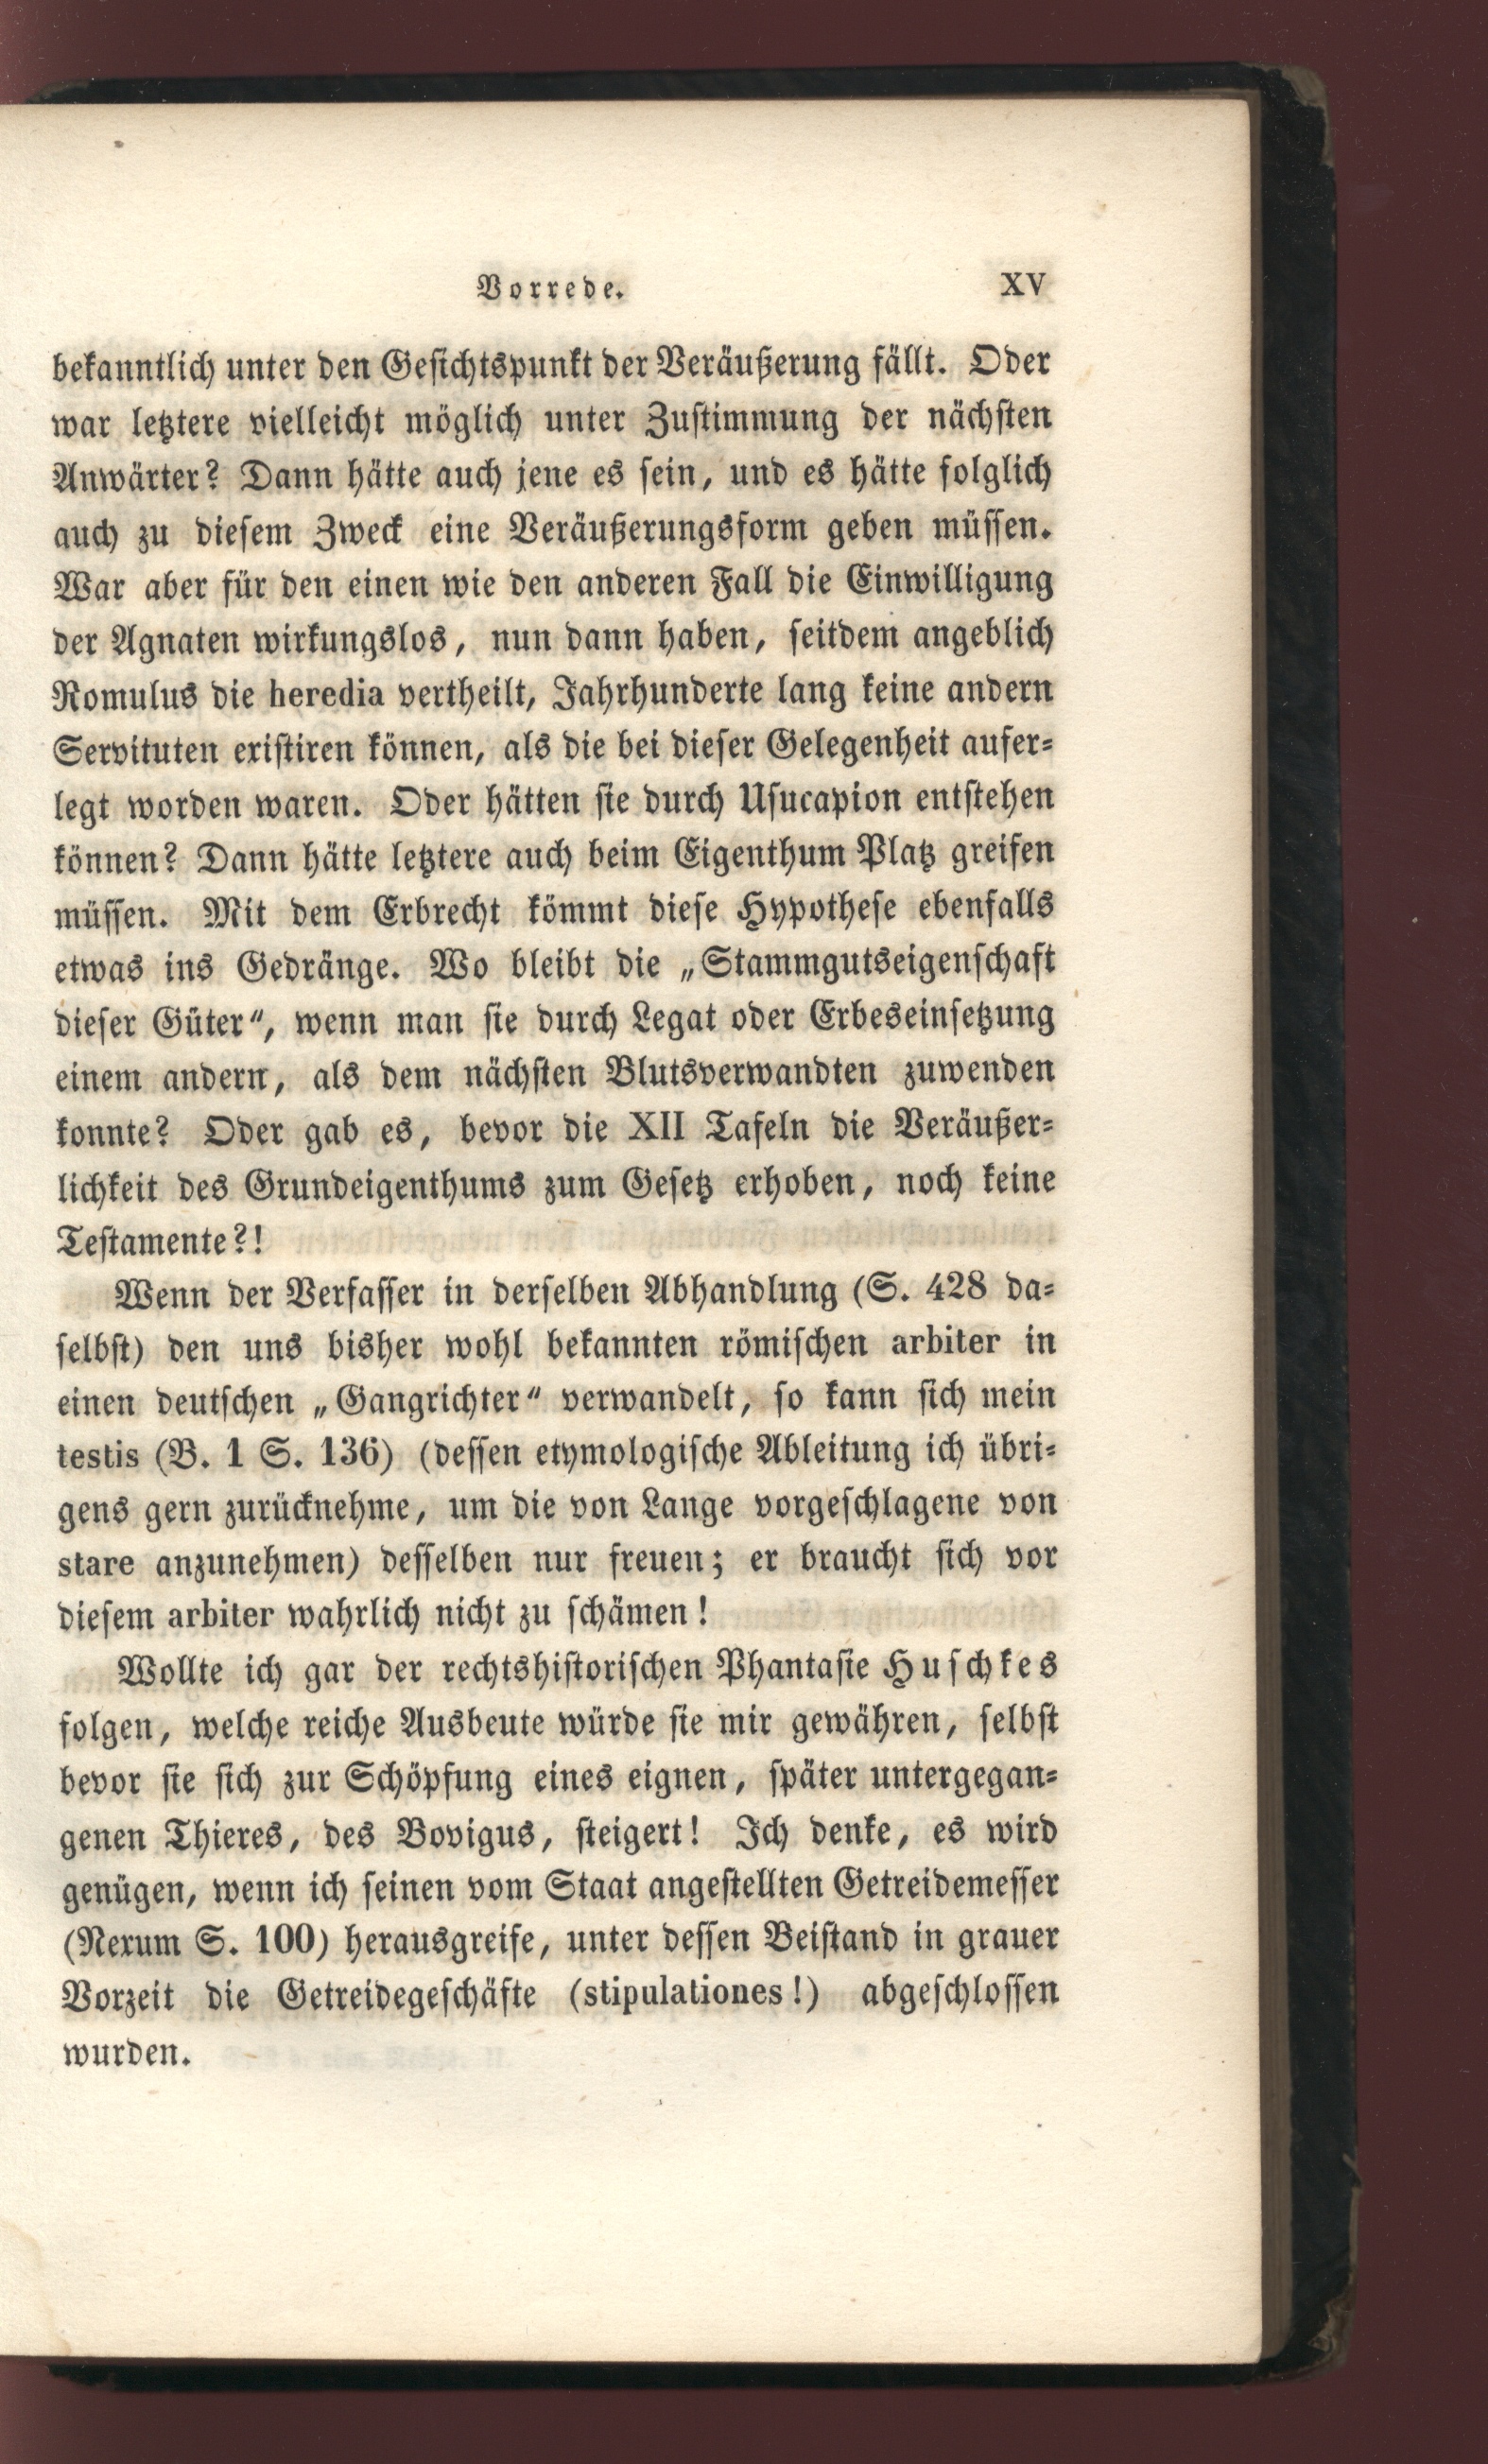 Vorrede. XV
bekanntlich unter den Gesichtspunkt der Veräußerung fällt. Oder
war letztere vielleicht möglich unter Zustimmung der nächsten
Anwärter? Dann hätte auch jene es sein, und es hätte folglich
auch zu diesem Zweck eine Veräußerungsform geben müssen.
War aber für den einen wie den anderen Fall die Einwilligung
der Agnaten wirkungslos, nun dann haben, seitdem angeblich
Romulus die heredia vertheilt, Jahrhunderte lang keine andern
Servituten existiren können, als die bei dieser Gelegenheit aufer-
legt worden waren. Oder hätten sie durch Usucapion entstehen
können? Dann hätte letztere auch beim Eigenthum Platz greifen
müssen. Mit dem Erbrecht kömmt diese Hypothese ebenfalls
etwas ins Gedränge. Wo bleibt die „Stammgutseigenschaft
dieser Güter“, wenn man sie durch Legat oder Erbeseinsetzung
einem andern, als dem nächsten Blutsverwandten zuwenden
konnte? Oder gab es, bevor die XII Tafeln die Veräußer-
lichkeit des Grundeigenthums zum Gesetz erhoben, noch keine
Testamente?!
Wenn der Verfasser in derselben Abhandlung (S. 428 da-
selbst) den uns bisher wohl bekannten römischen arbiter in
einen deutschen „Gangrichter“ verwandelt, so kann sich mein
testis (B. 1 S. 136) (dessen etymologische Ableitung ich übri-
gens gern zurücknehme, um die von Lange vorgeschlagene von
stare anzunehmen) desselben nur freuen; er braucht sich vor
diesem arbiter wahrlich nicht zu schämen!
Wollte ich gar der rechtshistorischen Phantasie Huschkes
folgen, welche reiche Ausbeute würde sie mir gewähren, selbst
bevor sie sich zur Schöpfung eines eignen, später untergegan-
genen Thieres, des Bovigus, steigert! Ich denke, es wird
genügen, wenn ich seinen vom Staat angestellten Getreidemesser
(Nexum S. 100) herausgreife, unter dessen Beistand in grauer
Vorzeit die Getreidegeschäfte (stipulationes!) abgeschlossen
wurden.